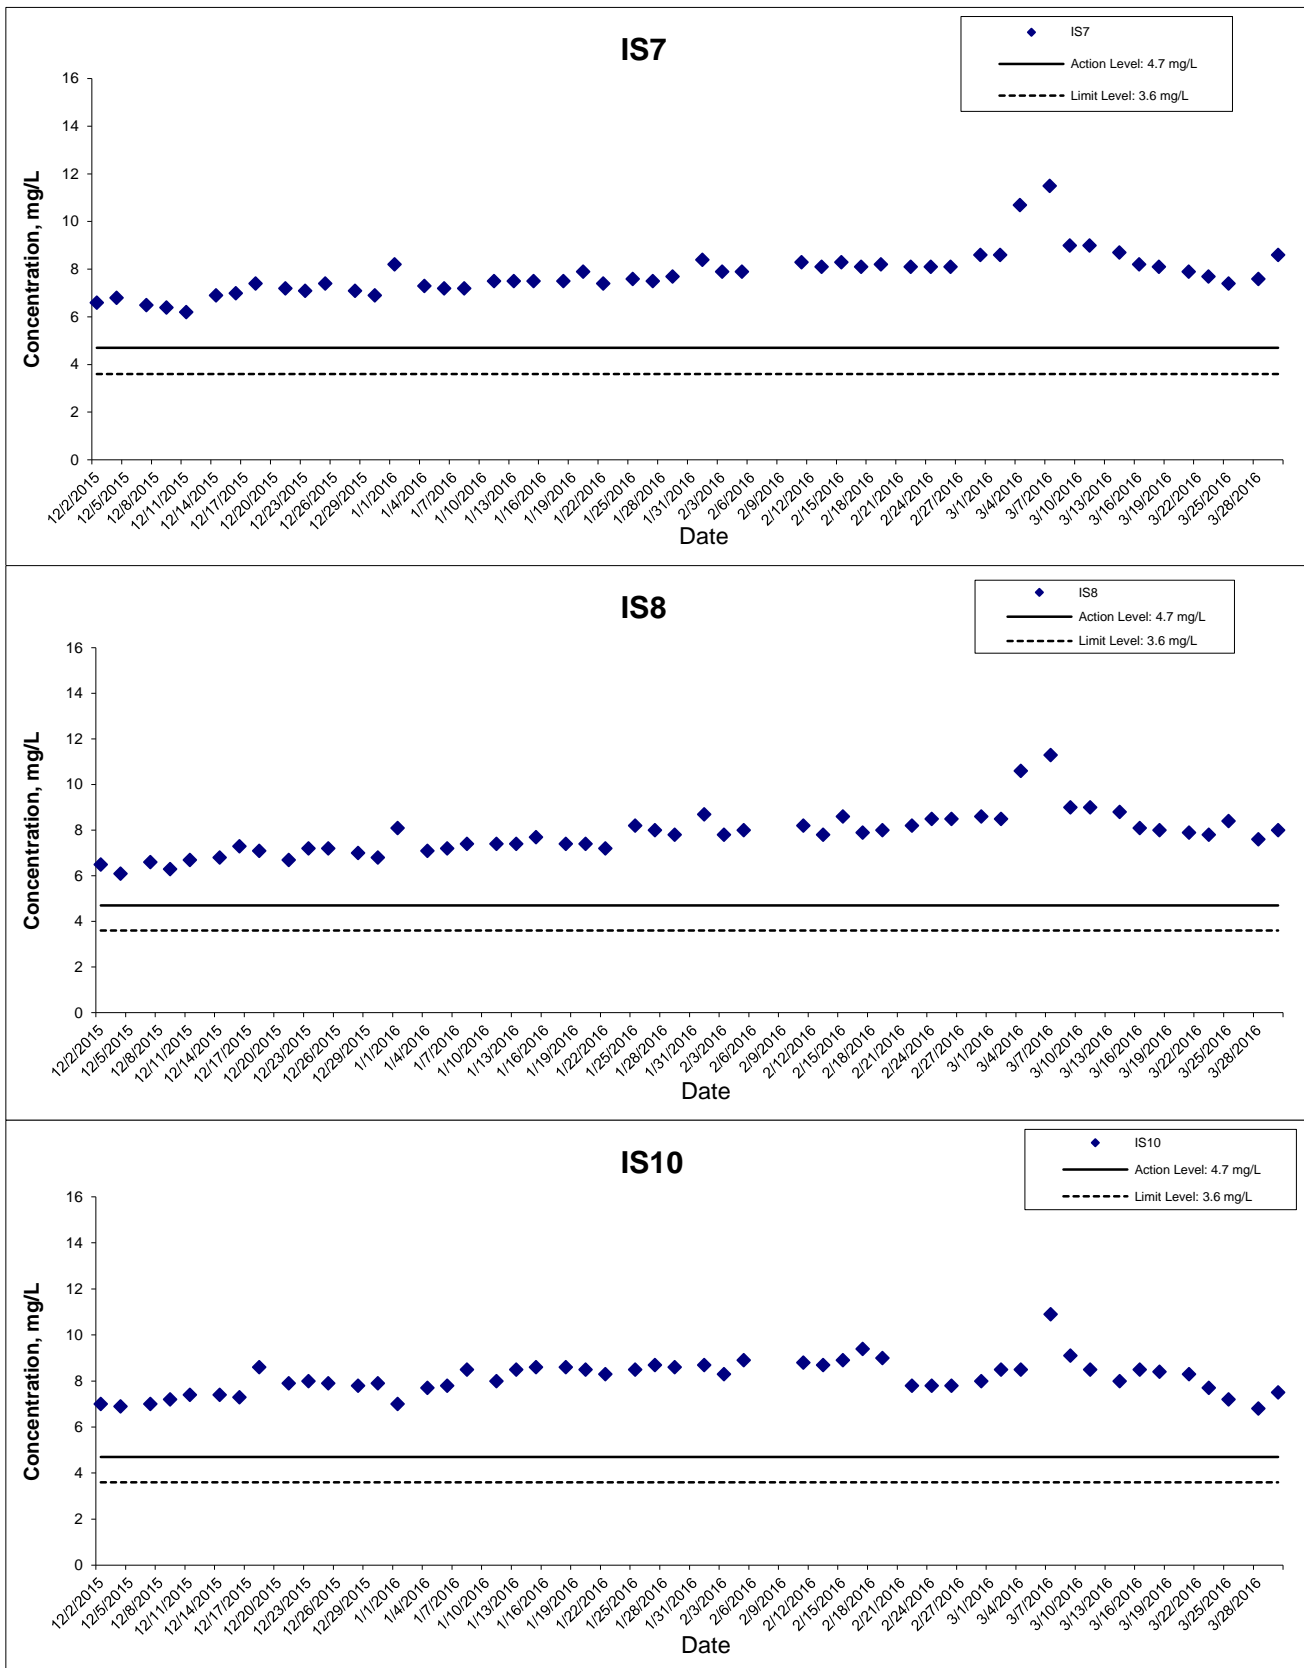 IS7
IS7
Action Level: 4.7 mg/L
Limit Level: 3.6 mg/L
Concentration, mg/L
16
14
12
10
8
6
4
2
0
12/2/2015 12/5/2015 12/8/2015 12/11/2015 12/14/2015 12/17/2015 12/20/2015 12/23/2015 12/26/2015 12/29/2015 1/1/2016 1/4/2016 1/7/2016 1/10/2016 1/13/2016 1/16/2016 1/19/2016 1/22/2016 1/25/2016 1/28/2016 1/31/2016 2/3/2016 2/6/2016 2/9/2016 2/12/2016 2/15/2016 2/18/2016 2/21/2016 2/24/2016 2/27/2016 3/1/2016 3/4/2016 3/7/2016 3/10/2016 3/13/2016 3/16/2016 3/19/2016 3/22/2016 3/25/2016 3/28/2016
Date
IS8
IS8
Action Level: 4.7 mg/L
Limit Level: 3.6 mg/L
Concentration, mg/L
16
14
12
10
8
6
4
2
0
12/2/2015 12/5/2015 12/8/2015 12/11/2015 12/14/2015 12/17/2015 12/20/2015 12/23/2015 12/26/2015 12/29/2015 1/1/2016 1/4/2016 1/7/2016 1/10/2016 1/13/2016 1/16/2016 1/19/2016 1/22/2016 1/25/2016 1/28/2016 1/31/2016 2/3/2016 2/6/2016 2/9/2016 2/12/2016 2/15/2016 2/18/2016 2/21/2016 2/24/2016 2/27/2016 3/1/2016 3/4/2016 3/7/2016 3/10/2016 3/13/2016 3/16/2016 3/19/2016 3/22/2016 3/25/2016 3/28/2016
Date
IS10
IS10
Action Level: 4.7 mg/L
Limit Level: 3.6 mg/L
Concentration, mg/L
16
14
12
10
8
6
4
2
0
12/2/2015 12/5/2015 12/8/2015 12/11/2015 12/14/2015 12/17/2015 12/20/2015 12/23/2015 12/26/2015 12/29/2015 1/1/2016 1/4/2016 1/7/2016 1/10/2016 1/13/2016 1/16/2016 1/19/2016 1/22/2016 1/25/2016 1/28/2016 1/31/2016 2/3/2016 2/6/2016 2/9/2016 2/12/2016 2/15/2016 2/18/2016 2/21/2016 2/24/2016 2/27/2016 3/1/2016 3/4/2016 3/7/2016 3/10/2016 3/13/2016 3/16/2016 3/19/2016 3/22/2016 3/25/2016 3/28/2016
Date